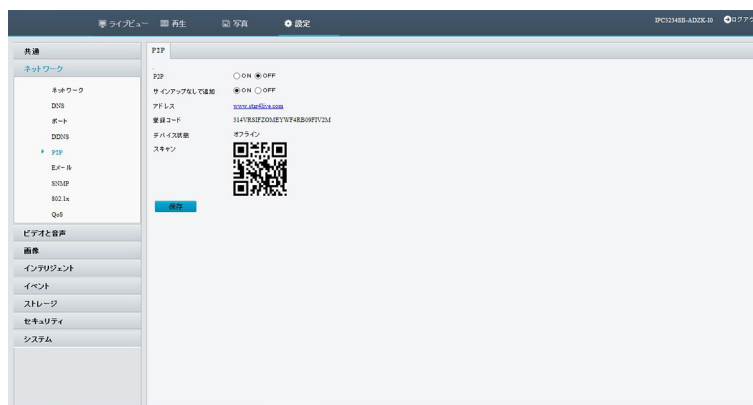 ライブビュー 再生 写真 設定 IPC3234SB-ADZK-I0 ログアウ
共通
ネットワーク
ネットワーク
DNS
ポート
DDNS
P2P
Eメール
SNMP
802.1x
QoS
ビデオと音声
画像
インテリジェント
イベント
ストレージ
セキュリティ
システム
P2P
P2P ON OFF
サインアップなしで追加 ON OFF
アドレス www.star4live.com
登録コード
デバイス状態 オフライン
スキャン
保存